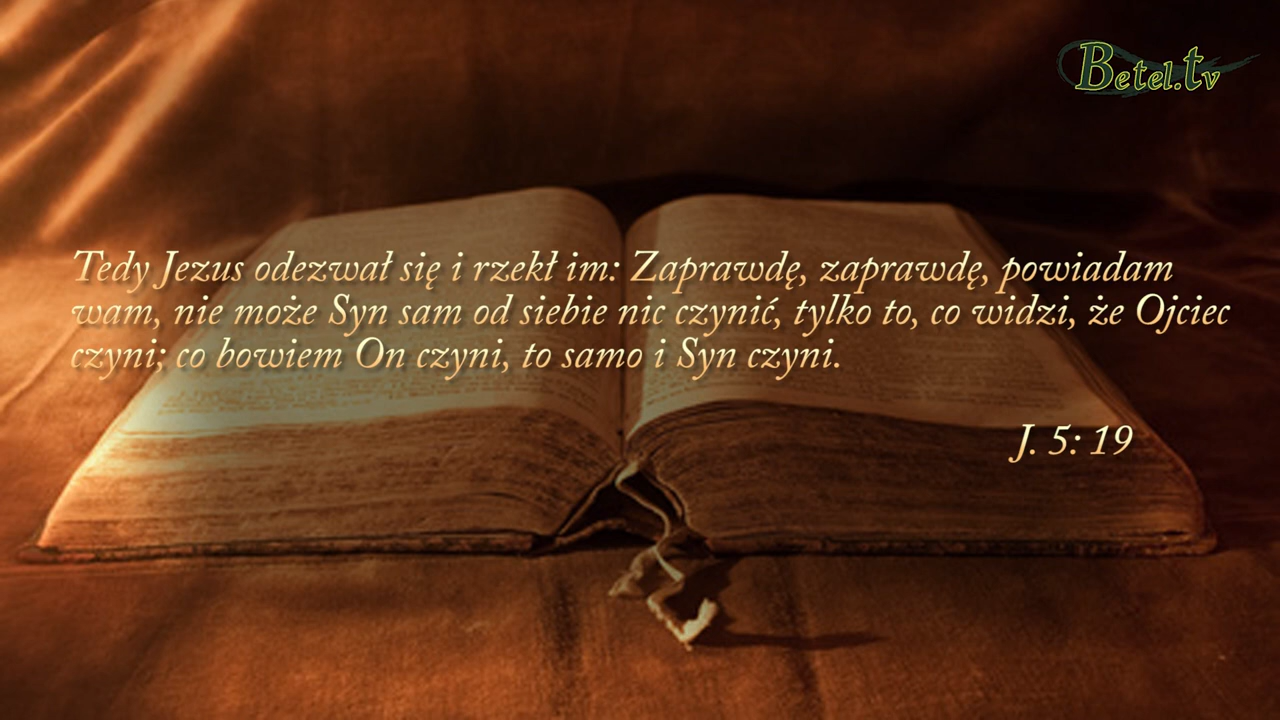 Betel.tv
Tedy Jezus odezwał się i rzekł im: Zaprawdę, zaprawdę, powiadam
wam, nie może Syn sam od siebie nic czynić, tylko to, co widzi, że Ojciec
czyni; co bowiem On czyni, to samo i Syn czyni.
J. 5: 19